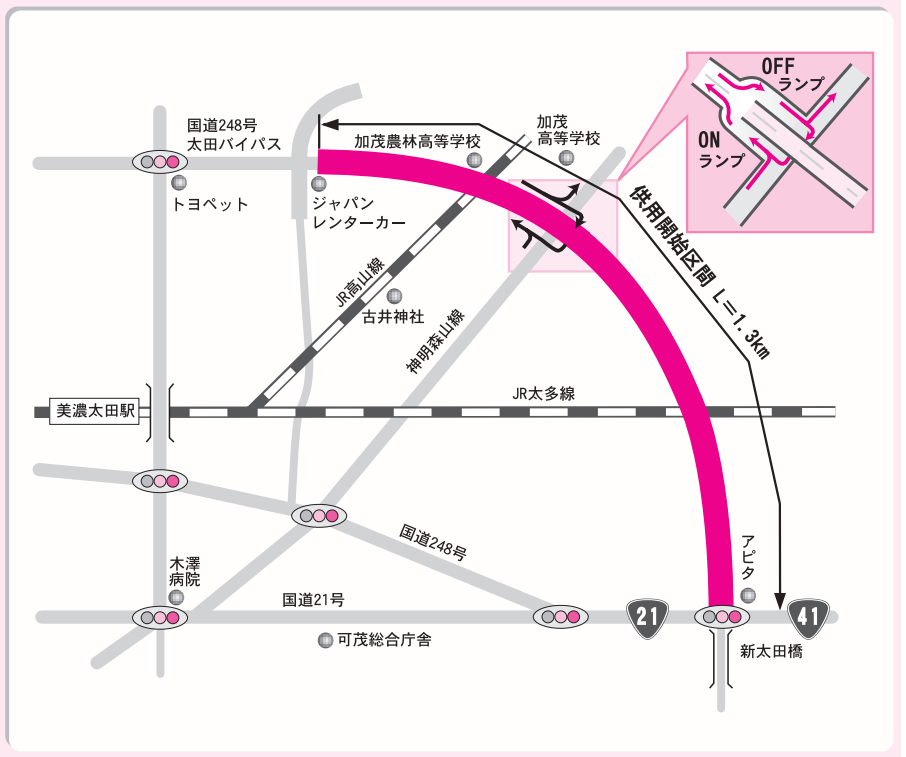 OFF
ランプ
ON
ランプ
国道248号
太田バイパス
加茂農林高等学校
加茂
高等学校
トヨペット
ジャパン
レンターカー
供用開始区間 L=1.3km
JR高山線
古井神社
神明森山線
美濃太田駅
JR太多線
国道248号
木澤
病院
アピタ
国道21号
21
41
可茂総合庁舎
新太田橋